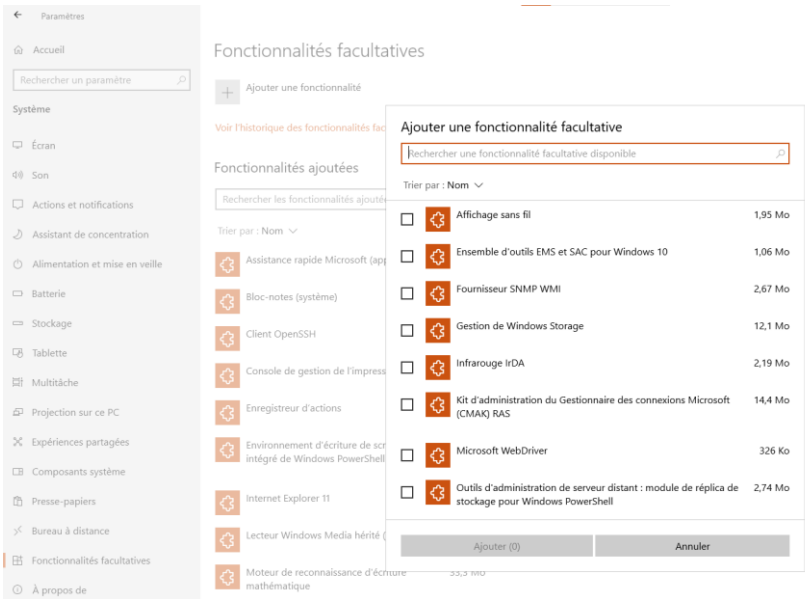 Paramètres
Accueil
Rechercher un paramètre
Système
Écran
Son
Actions et notifications
Assistant de concentration
Alimentation et mise en veille
Batterie
Stockage
Tablette
Multitâche
Projection sur ce PC
Expériences partagées
Composants système
Presse-papiers
Bureau à distance
Fonctionnalités facultatives
À propos de
Fonctionnalités facultatives
Ajouter une fonctionnalité
Voir l'historique des fonctionnalités fac
Fonctionnalités ajoutées
Rechercher les fonctionnalités ajouté
Trier par : Nom
Assistance rapide Microsoft (app
Bloc-notes (système)
Client OpenSSH
Console de gestion de l'impress
Enregistreur d'actions
Environnement d'écriture de scr
intégré de Windows PowerShell
Internet Explorer 11
Lecteur Windows Media hérité (
Moteur de reconnaissance d'écriture
mathématique
Ajouter une fonctionnalité facultative
Rechercher une fonctionnalité facultative disponible
Trier par : Nom
Affichage sans fil 1,95 Mo
Ensemble d'outils EMS et SAC pour Windows 10 1,06 Mo
Fournisseur SNMP WMI 2,67 Mo
Gestion de Windows Storage 12,1 Mo
Infrarouge IrDA 2,19 Mo
Kit d'administration du Gestionnaire des connexions Microsoft 14,4 Mo
(CMAK) RAS
Microsoft WebDriver 326 Ko
Outils d'administration de serveur distant : module de réplica de 2,74 Mo
stockage pour Windows PowerShell
Ajouter (0)
Annuler